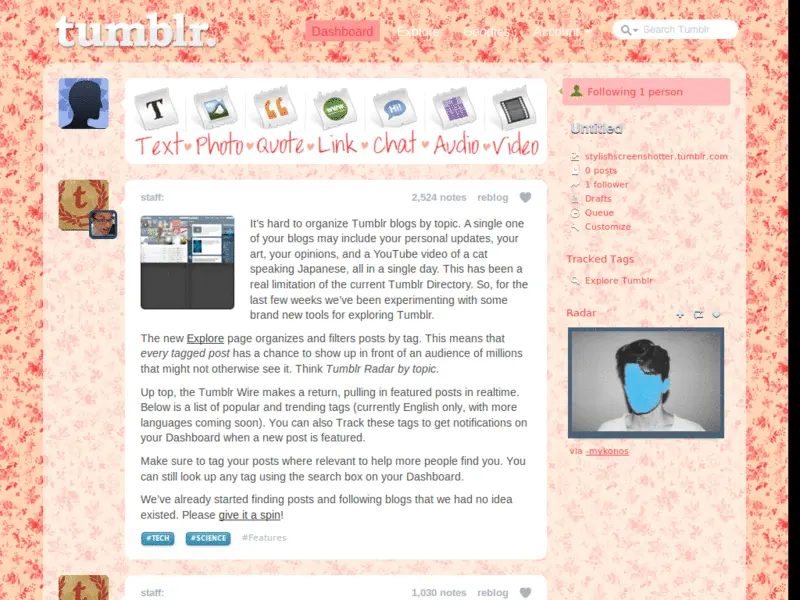 tumblr.
Dashboard Explore Goodies Account
Search Tumblr
Text Photo Quote Link Chat Audio Video
Following 1 person
Untitled
stylishscreenshotter.tumblr.com
0 posts
1 follower
Drafts
Queue
Customize
Tracked Tags
Explore Tumblr
Radar
via -mykonos
staff: 2,524 notes reblog
It's hard to organize Tumblr blogs by topic. A single one
of your blogs may include your personal updates, your
art, your opinions, and a YouTube video of a cat
speaking Japanese, all in a single day. This has been a
real limitation of the current Tumblr Directory. So, for the
last few weeks we've been experimenting with some
brand new tools for exploring Tumblr.
The new Explore page organizes and filters posts by tag. This means that
every tagged post has a chance to show up in front of an audience of millions
that might not otherwise see it. Think Tumblr Radar by topic.
Up top, the Tumblr Wire makes a return, pulling in featured posts in realtime.
Below is a list of popular and trending tags (currently English only, with more
languages coming soon). You can also Track these tags to get notifications on
your Dashboard when a new post is featured.
Make sure to tag your posts where relevant to help more people find you. You
can still look up any tag using the search box on your Dashboard.
We've already started finding posts and following blogs that we had no idea
existed. Please give it a spin!
#TECH #SCIENCE #Features
staff: 1,030 notes reblog